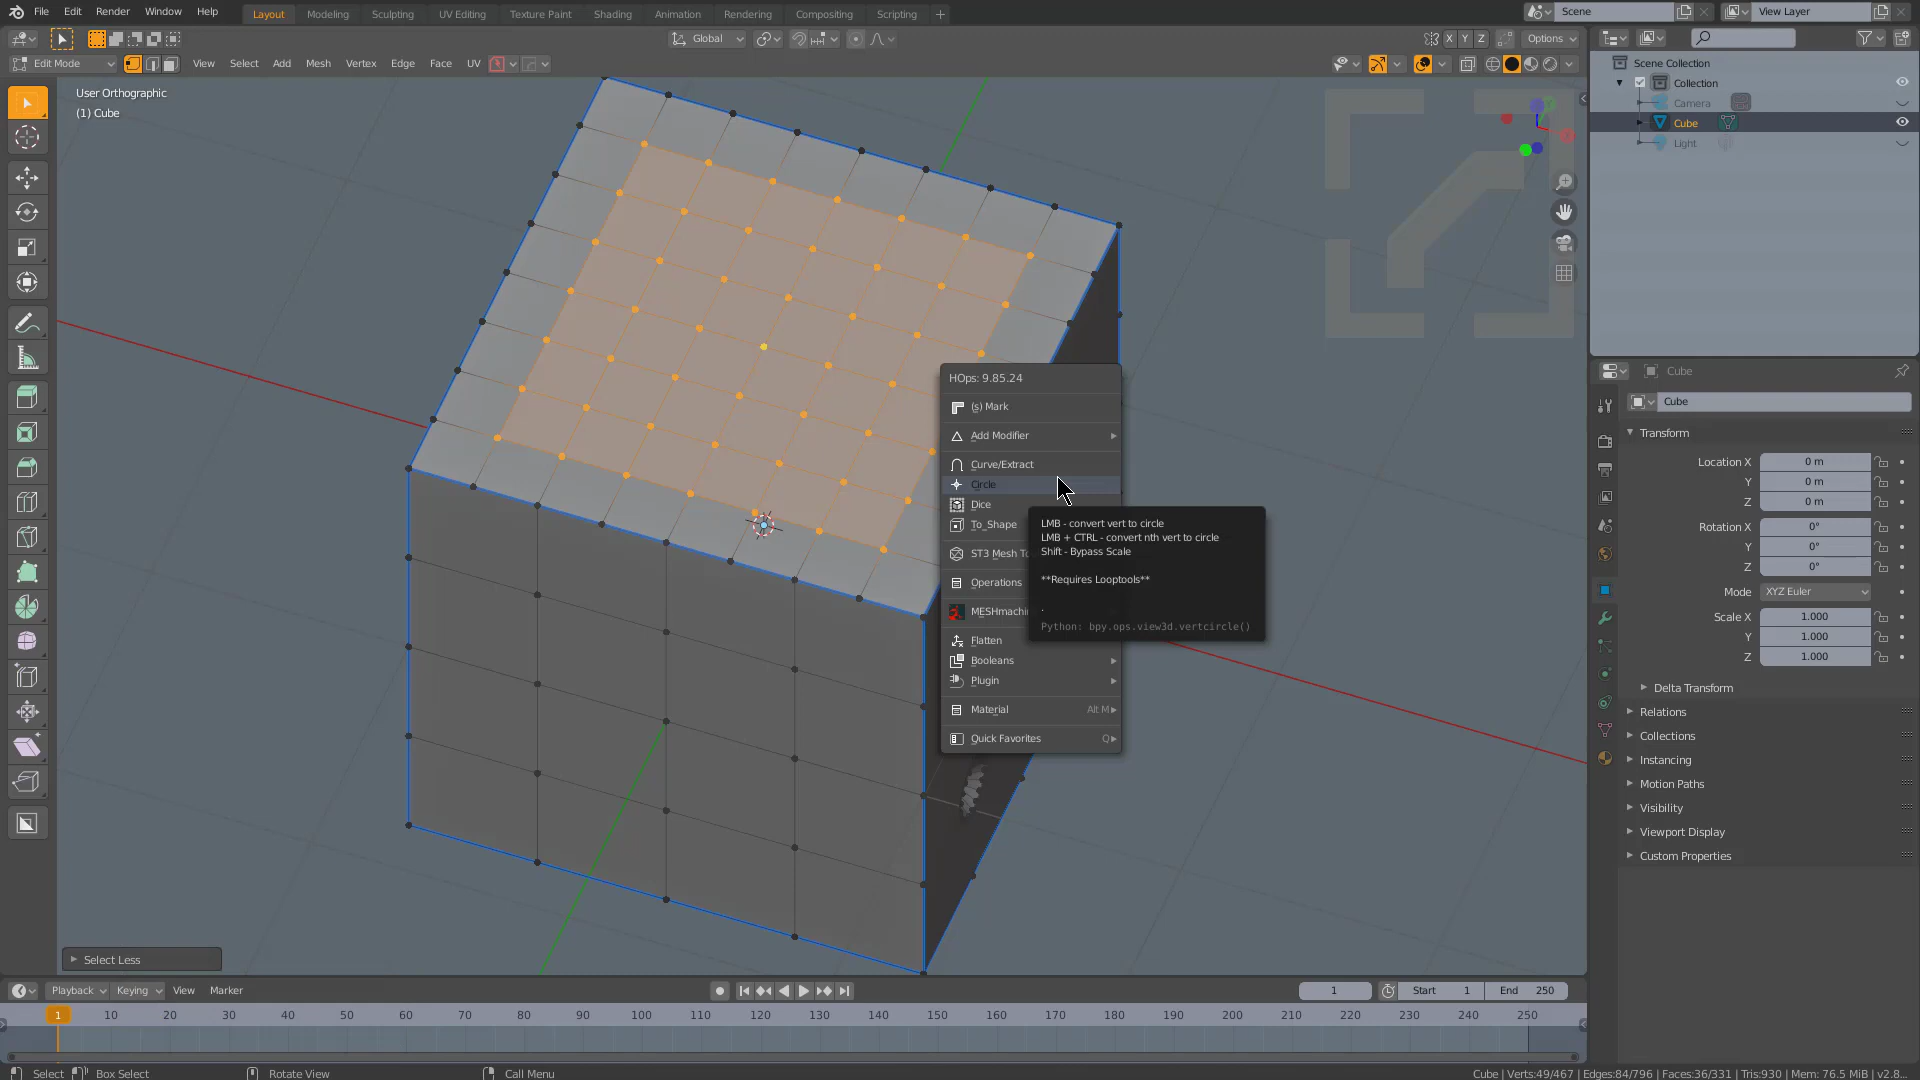 File Edit Render Window Help
Layout Modeling Sculpting UV Editing Texture Paint Shading Animation Rendering Compositing Scripting
Scene View Layer
Global
X Y Z Options
Edit Mode View Select Add Mesh Vertex Edge Face UV
User Orthographic
(1) Cube
Scene Collection
Collection
Camera
Cube
Light
HOps: 9.85.24
(s) Mark
Add Modifier
Curve/Extract
Circle
Dice
To_Shape
ST3 Mesh To
Operations
MESHmachin
Flatten
Booleans
Plugin
Material Alt M
Quick Favorites Q
LMB - convert vert to circle
LMB + CTRL - convert nth vert to circle
Shift - Bypass Scale
**Requires Looptools**
.
Python: bpy.ops.view3d.vertcircle()
Cube
Cube
Transform
Location X 0 m
Y 0 m
Z 0 m
Rotation X 0°
Y 0°
Z 0°
Mode XYZ Euler
Scale X 1.000
Y 1.000
Z 1.000
Delta Transform
Relations
Collections
Instancing
Motion Paths
Visibility
Viewport Display
Custom Properties
Select Less
Playback Keying View Marker
1 Start 1 End 250
1 10 20 30 40 50 60 70 80 90 100 110 120 130 140 150 160 170 180 190 200 210 220 230 240 250
Select Box Select Rotate View Call Menu
Cube | Verts:49/467 | Edges:84/796 | Faces:36/331 | Tris:930 | Mem: 76.5 MiB | v2.8...